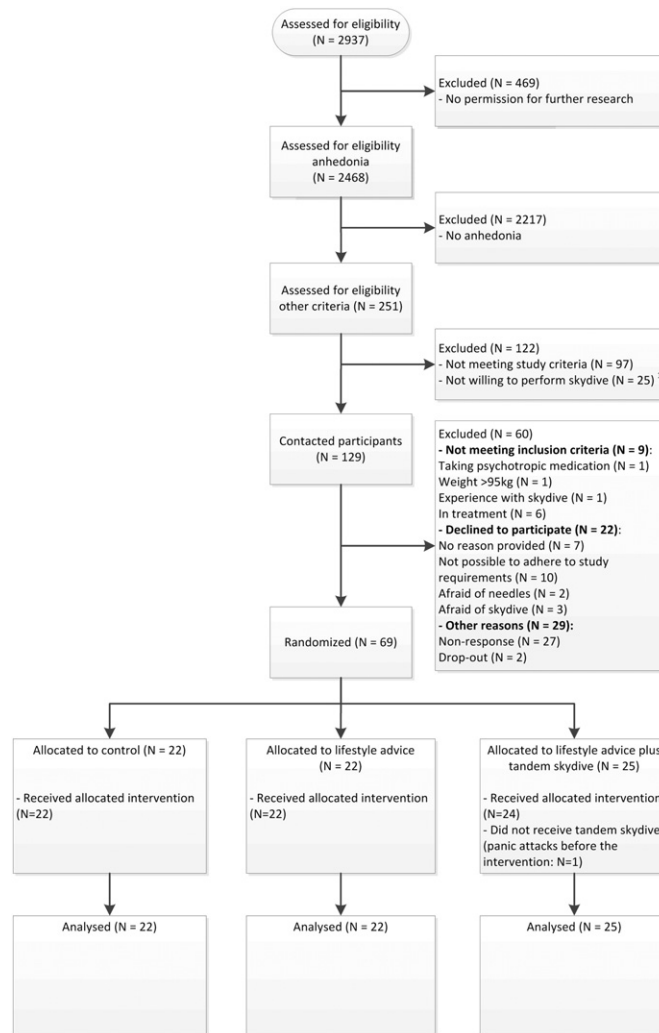 Assessed for eligibility
(N = 2937)
Excluded (N = 469)
- No permission for further research
Assessed for eligibility
anhedonia
(N = 2468)
Excluded (N = 2217)
- No anhedonia
Assessed for eligibility
other criteria (N = 251)
Excluded (N = 122)
- Not meeting study criteria (N = 97)
- Not willing to perform skydive (N = 25)
Contacted participants
(N = 129)
Excluded (N = 60)
- Not meeting inclusion criteria (N = 9):
Taking psychotropic medication (N = 1)
Weight >95kg (N = 1)
Experience with skydive (N = 1)
In treatment (N = 6)
- Declined to participate (N = 22):
No reason provided (N = 7)
Not possible to adhere to study
requirements (N = 10)
Afraid of needles (N = 2)
Afraid of skydive (N = 3)
- Other reasons (N = 29):
Non-response (N = 27)
Drop-out (N = 2)
Randomized (N = 69)
Allocated to control (N = 22)
- Received allocated intervention
(N=22)
Allocated to lifestyle advice
(N = 22)
- Received allocated intervention
(N=22)
Allocated to lifestyle advice plus
tandem skydive (N = 25)
- Received allocated intervention
(N=24)
- Did not receive tandem skydive
(panic attacks before the
intervention: N=1)
Analysed (N = 22)
Analysed (N = 22)
Analysed (N = 25)